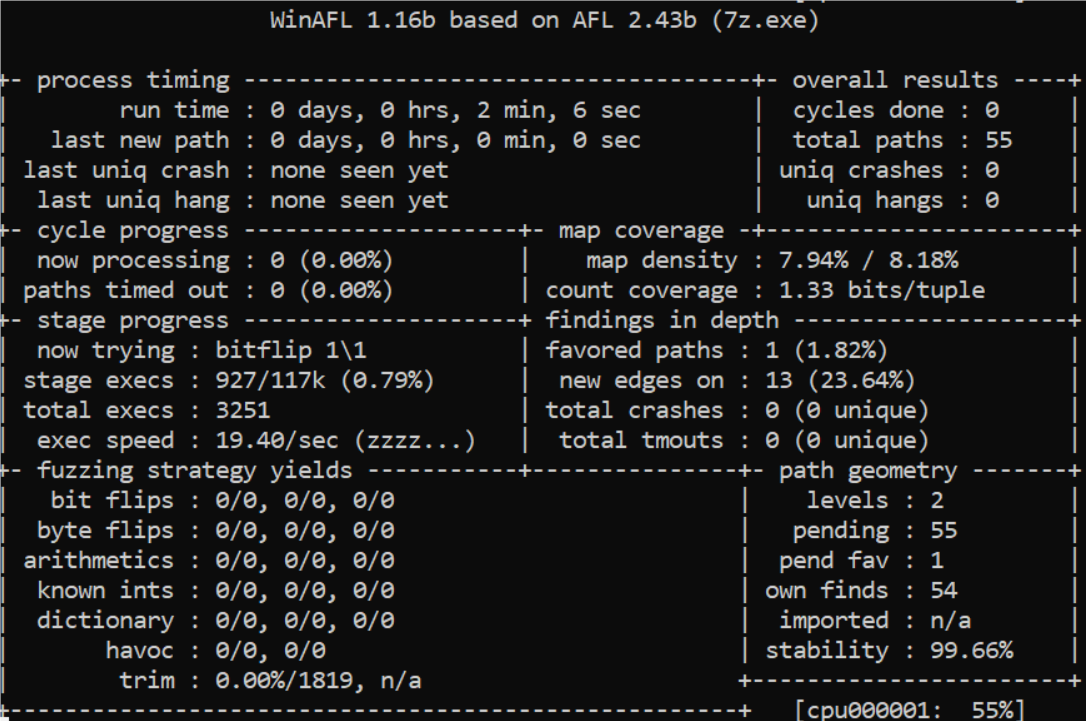 WinAFL 1.16b based on AFL 2.43b (7z.exe)
+- process timing -------------------------------------+- overall results ----+
| run time : 0 days, 0 hrs, 2 min, 6 sec | cycles done : 0 |
| last new path : 0 days, 0 hrs, 0 min, 0 sec | total paths : 55 |
| last uniq crash : none seen yet | uniq crashes : 0 |
| last uniq hang : none seen yet | uniq hangs : 0 |
+- cycle progress --------------------+- map coverage -+----------------------+
| now processing : 0 (0.00%) | map density : 7.94% / 8.18% |
| paths timed out : 0 (0.00%) | count coverage : 1.33 bits/tuple |
+- stage progress --------------------+ findings in depth --------------------+
| now trying : bitflip 1\1 | favored paths : 1 (1.82%) |
| stage execs : 927/117k (0.79%) | new edges on : 13 (23.64%) |
| total execs : 3251 | total crashes : 0 (0 unique) |
| exec speed : 19.40/sec (zzzz...) | total tmouts : 0 (0 unique) |
+- fuzzing strategy yields -----------+---------------+- path geometry -------+
| bit flips : 0/0, 0/0, 0/0 | levels : 2 |
| byte flips : 0/0, 0/0, 0/0 | pending : 55 |
| arithmetics : 0/0, 0/0, 0/0 | pend fav : 1 |
| known ints : 0/0, 0/0, 0/0 | own finds : 54 |
| dictionary : 0/0, 0/0, 0/0 | imported : n/a |
| havoc : 0/0, 0/0 | stability : 99.66% |
| trim : 0.00%/1819, n/a +-----------------------+
+-----------------------------------------------------+ [cpu000001: 55%]